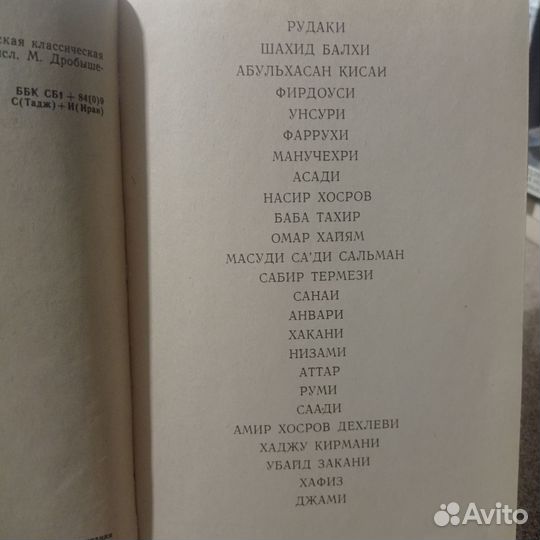 ская классическая
М. Дробыше-
ББК СБ1 + 84(0)9
С(Тадж) + И(Иран)
РУДАКИ
ШАХИД БАЛХИ
АБУЛЬХАСАН КИСАИ
ФИРДОУСИ
УНСУРИ
ФАРРУХИ
МАНУЧЕХРИ
АСАДИ
НАСИР ХОСРОВ
БАБА ТАХИР
ОМАР ХАЙЯМ
МАСУДИ СА'ДИ САЛЬМАН
САБИР ТЕРМЕЗИ
САНАИ
АНВАРИ
ХАКАНИ
НИЗАМИ
АТТАР
РУМИ
СААДИ
АМИР ХОСРОВ ДЕХЛЕВИ
ХАДЖУ КИРМАНИ
УБАЙД ЗАКАНИ
ХАФИЗ
ДЖАМИ
Avito